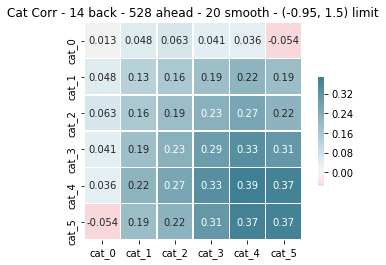 Cat Corr - 14 back - 528 ahead - 20 smooth - (-0.95, 1.5) limit
cat_0 0.013 0.048 0.063 0.041 0.036 -0.054
cat_1 0.048 0.13 0.16 0.19 0.22 0.19
cat_2 0.063 0.16 0.19 0.23 0.27 0.22
cat_3 0.041 0.19 0.23 0.29 0.33 0.31
cat_4 0.036 0.22 0.27 0.33 0.39 0.37
cat_5 -0.054 0.19 0.22 0.31 0.37 0.37
cat_0 cat_1 cat_2 cat_3 cat_4 cat_5
0.32
0.24
0.16
0.08
0.00